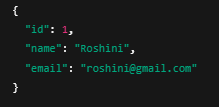 {
  "id": 1,
  "name": "Roshini",
  "email": "roshini@gmail.com"
}